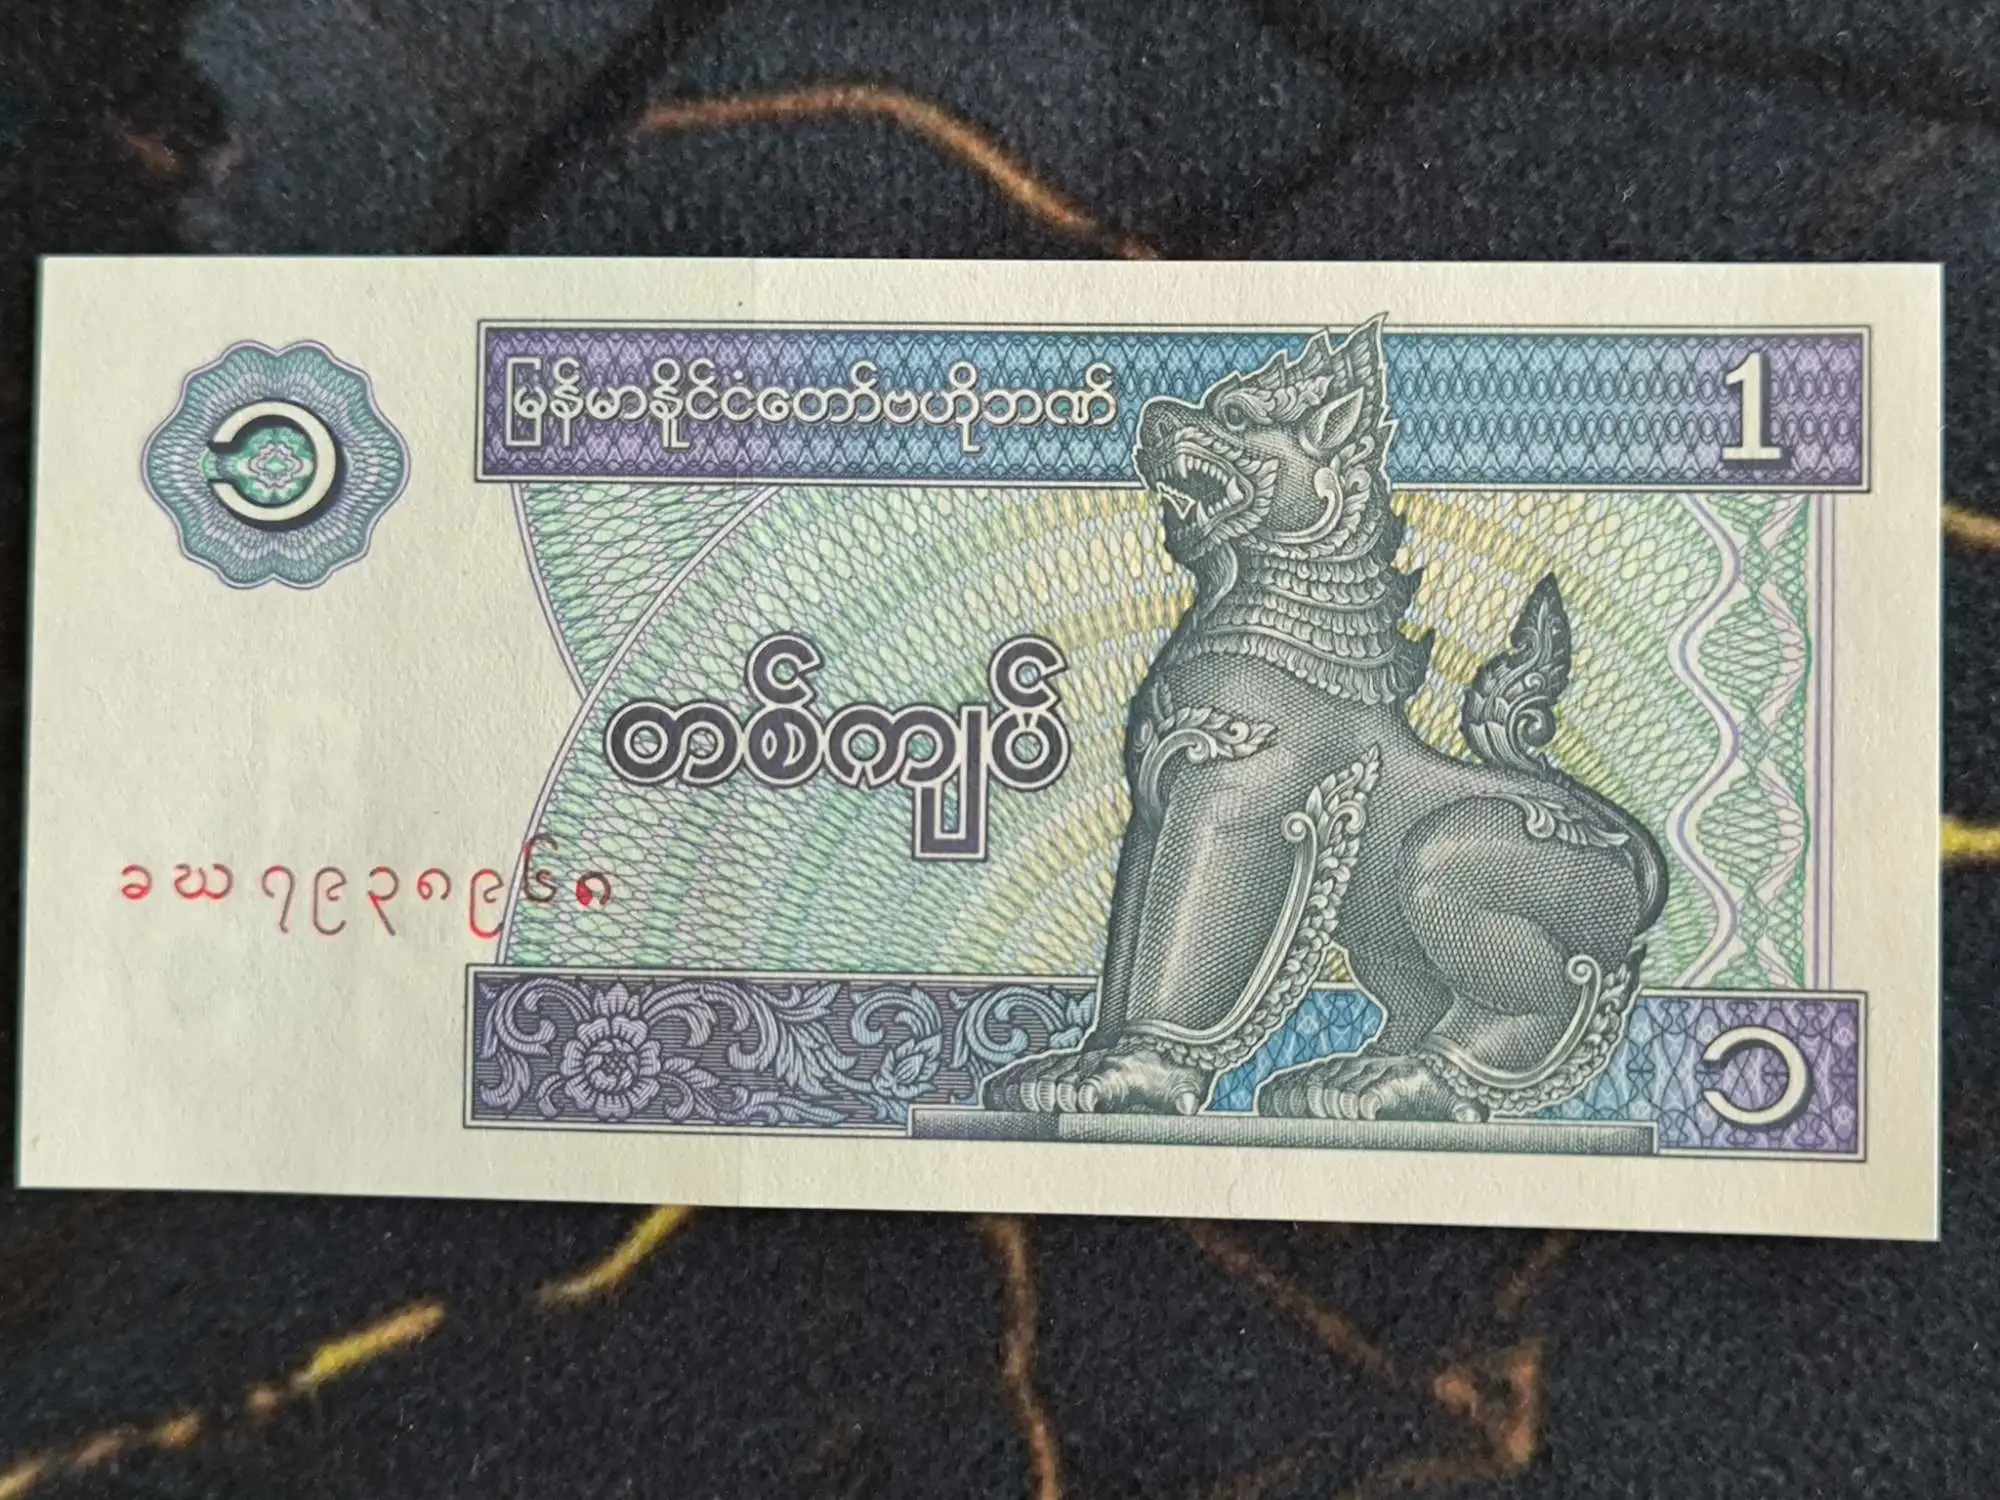 မြန်မာနိုင်ငံတော်ဗဟိုဘဏ်
1
၁
တစ်ကျပ်
ခဃ ၇၉၃၈၉၆၈
၁